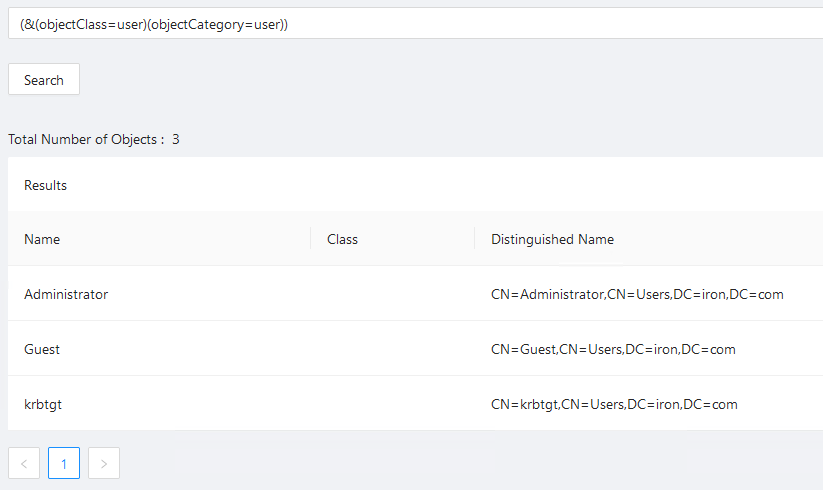 (&(objectClass=user)(objectCategory=user))
Search
Total Number of Objects : 3
Results
Name Class Distinguished Name
Administrator CN=Administrator,CN=Users,DC=iron,DC=com
Guest CN=Guest,CN=Users,DC=iron,DC=com
krbtgt CN=krbtgt,CN=Users,DC=iron,DC=com
< 1 >